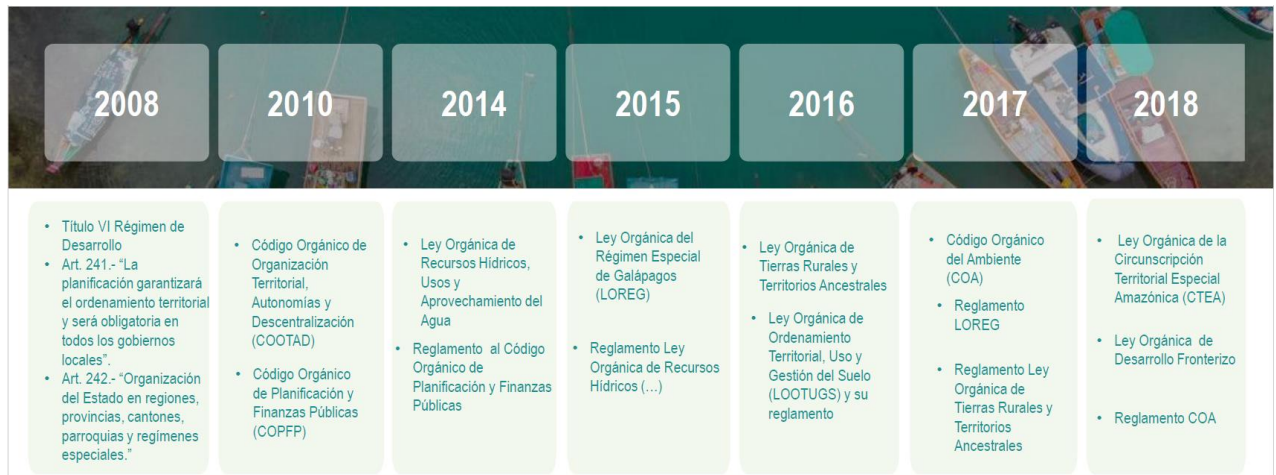 2008
2010
2014
2015
2016
2017
2018
• Título VI Régimen de
Desarrollo
• Art. 241.- “La
planificación garantizará
el ordenamiento territorial
y será obligatoria en
todos los gobiernos
locales”.
• Art. 242.- “Organización
del Estado en regiones,
provincias, cantones,
parroquias y regímenes
especiales.”
• Código Orgánico de
Organización
Territorial,
Autonomías y
Descentralización
(COOTAD)
• Código Orgánico
de Planificación y
Finanzas Públicas
(COPFP)
• Ley Orgánica de
Recursos Hídricos,
Usos y
Aprovechamiento del
Agua
• Reglamento al Código
Orgánico de
Planificación y Finanzas
Públicas
• Ley Orgánica del
Régimen Especial
de Galápagos
(LOREG)
• Reglamento Ley
Orgánica de Recursos
Hídricos (...)
• Ley Orgánica de
Tierras Rurales y
Territorios Ancestrales
• Ley Orgánica de
Ordenamiento
Territorial, Uso y
Gestión del Suelo
(LOOTUGS) y su
reglamento
• Código Orgánico
del Ambiente
(COA)
• Reglamento
LOREG
• Reglamento Ley
Orgánica de
Tierras Rurales y
Territorios
Ancestrales
• Ley Orgánica de la
Circunscripción
Territorial Especial
Amazónica (CTEA)
• Ley Orgánica de
Desarrollo Fronterizo
• Reglamento COA